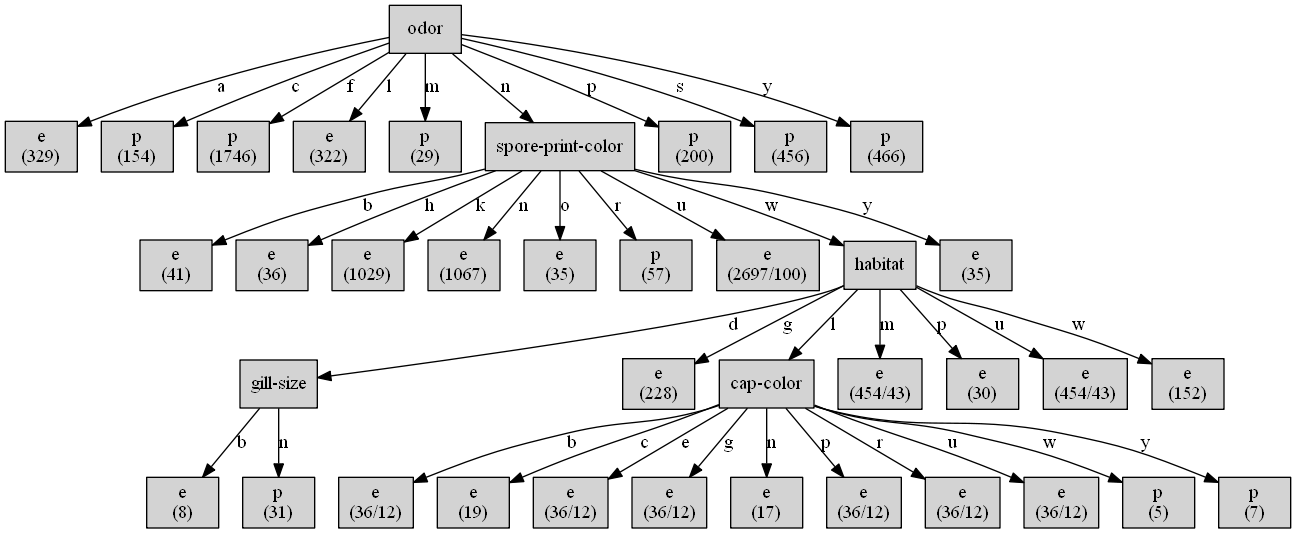 odor
a c f l m n p s y
e p p e p spore-print-color p p p
(329) (154) (1746) (322) (29) (200) (456) (466)
b h k n o r u w y
e e e e e p e habitat e
(41) (36) (1029) (1067) (35) (57) (2697/100) (35)
d g l m p u w
gill-size e cap-color e e e e
(228) (454/43) (30) (454/43) (152)
b n b c e g n p r u w y
e p e e e e e e e e p p
(8) (31) (36/12) (19) (36/12) (36/12) (17) (36/12) (36/12) (36/12) (5) (7)